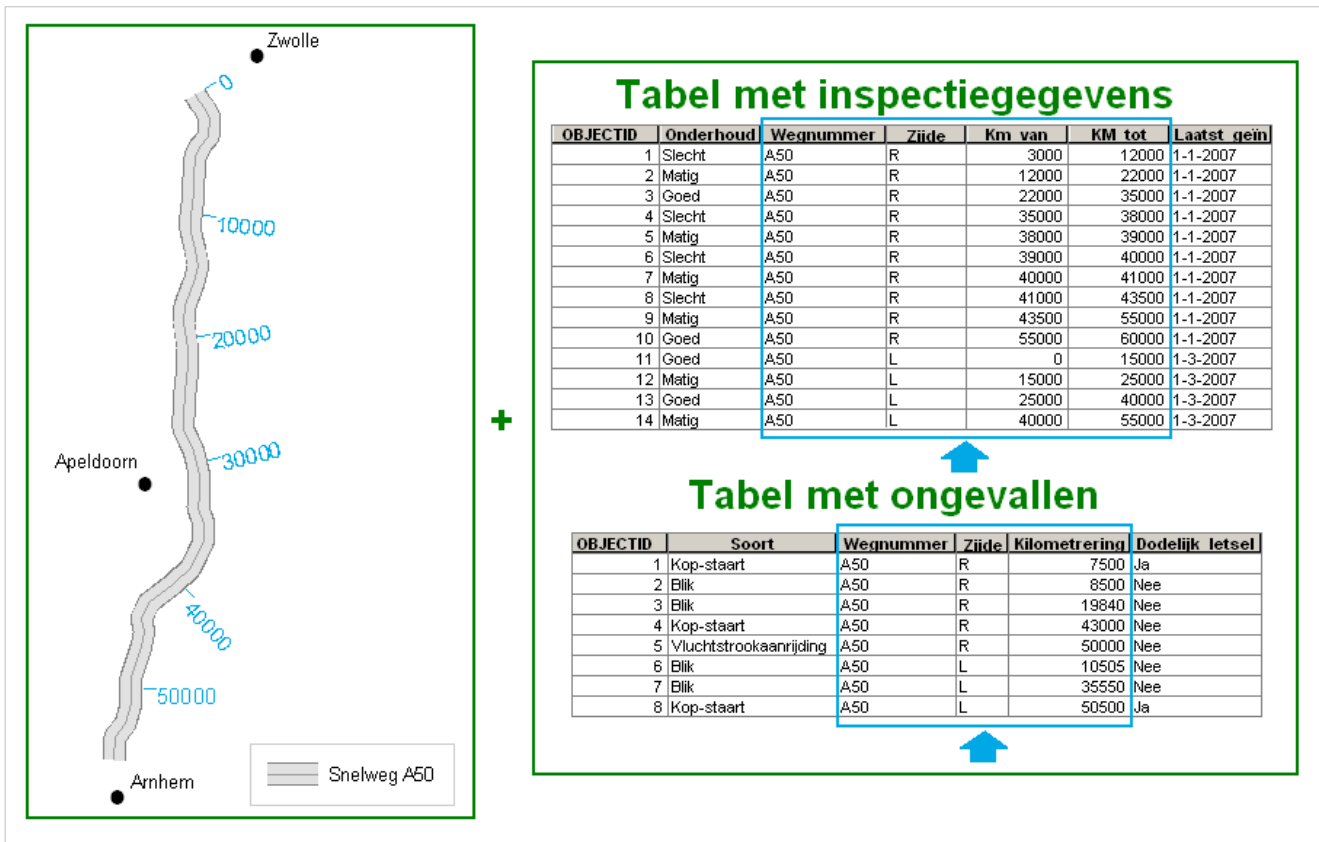 Zwolle
0
10000
20000
30000
Apeldoorn
40000
50000
Arnhem
Snelweg A50
+
Tabel met inspectiegegevens
OBJECTID Onderhoud Wegnummer Zijde Km van KM tot Laatst geïn
1 Slecht A50 R 3000 12000 1-1-2007
2 Matig A50 R 12000 22000 1-1-2007
3 Goed A50 R 22000 35000 1-1-2007
4 Slecht A50 R 35000 38000 1-1-2007
5 Matig A50 R 38000 39000 1-1-2007
6 Slecht A50 R 39000 40000 1-1-2007
7 Matig A50 R 40000 41000 1-1-2007
8 Slecht A50 R 41000 43500 1-1-2007
9 Matig A50 R 43500 55000 1-1-2007
10 Goed A50 R 55000 60000 1-1-2007
11 Goed A50 L 0 15000 1-3-2007
12 Matig A50 L 15000 25000 1-3-2007
13 Goed A50 L 25000 40000 1-3-2007
14 Matig A50 L 40000 55000 1-3-2007
Tabel met ongevallen
OBJECTID Soort Wegnummer Zijde Kilometrering Dodelijk letsel
1 Kop-staart A50 R 7500 Ja
2 Blik A50 R 8500 Nee
3 Blik A50 R 19840 Nee
4 Kop-staart A50 R 43000 Nee
5 Vluchtstrookaanrijding A50 R 50000 Nee
6 Blik A50 L 10505 Nee
7 Blik A50 L 35550 Nee
8 Kop-staart A50 L 50500 Ja